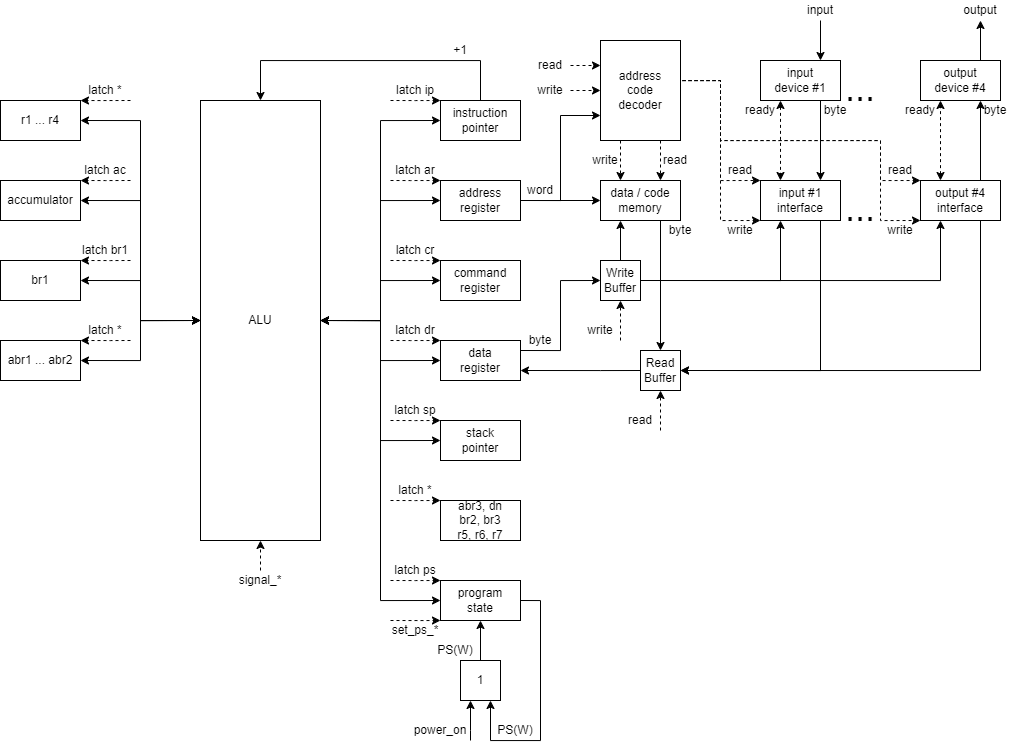 input
output
+1
read
write
address
code
decoder
input
device #1
output
device #4
latch *
r1 ... r4
latch ip
instruction
pointer
ready
byte
ready
byte
write
read
latch ac
accumulator
latch ar
address
register
word
data / code
memory
byte
read
input #1
interface
write
read
output #4
interface
write
latch br1
br1
latch cr
command
register
Write
Buffer
write
ALU
latch *
abr1 ... abr2
latch dr
data
register
byte
Read
Buffer
read
latch sp
stack
pointer
latch *
abr3, dn
br2, br3
r5, r6, r7
signal_*
latch ps
program
state
set_ps_*
PS(W)
1
power_on
PS(W)